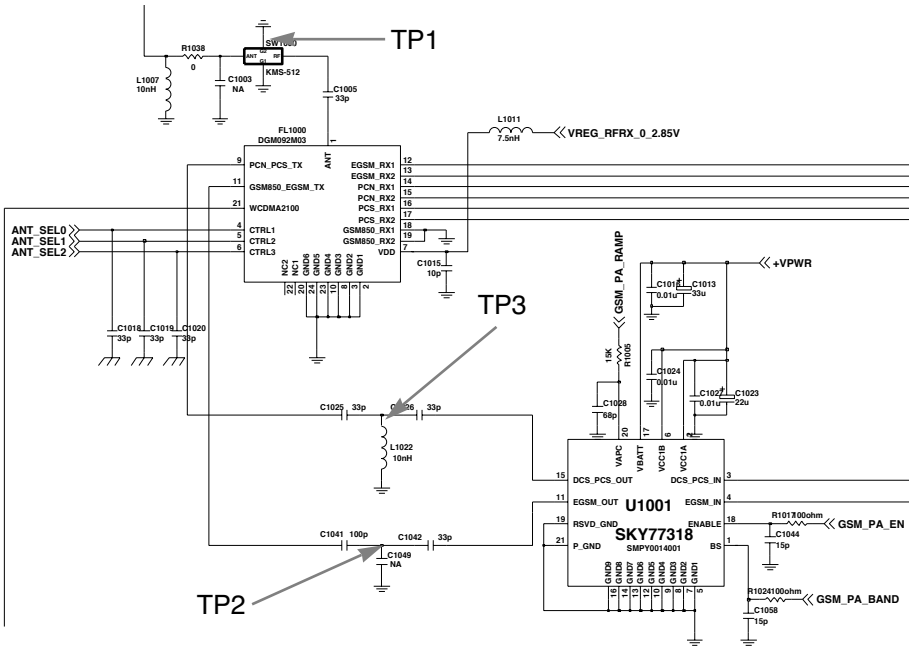 TP1
SW1000
G2
ANT
RF
G1
KMS-512
R1038
0
L1007
10nH
C1003
NA
C1005
33p
FL1000
DGM092M03
L1011
7.5nH
VREG_RFRX_0_2.85V
1
ANT
9 PCN_PCS_TX
11 GSM850_EGSM_TX
21 WCDMA2100
ANT_SEL0 4 CTRL1
ANT_SEL1 5 CTRL2
ANT_SEL2 6 CTRL3
EGSM_RX1 12
EGSM_RX2 13
PCN_RX1 14
PCN_RX2 15
PCS_RX1 16
PCS_RX2 17
GSM850_RX1 18
GSM850_RX2 19
VDD 7
NC2 NC1 GND6 GND5 GND4 GND3 GND2 GND1
22 21 20 24 23 10 8 3 2
C1015
10p
C1018 C1019 C1020
33p 33p 33p
GSM_PA_RAMP
+VPWR
C1013
33u
0.01u
15K
R1005
C1024
0.01u
0.01u
C1023
22u
C1028
68p
TP3
C1025 33p
33p
L1022
10nH
20 17 6 2
VAPC VBATT VCC1B VCC1A
15 DCS_PCS_OUT
11 EGSM_OUT
19 RSVD_GND
21 P_GND
DCS_PCS_IN 3
EGSM_IN 4
ENABLE 18
BS 1
U1001
SKY77318
SMPY0014001
GND9 GND8 GND7 GND6 GND5 GND4 GND3 GND2 GND1
16 14 13 12 10 9 8 7 5
R1017 100ohm
GSM_PA_EN
C1044
15p
R1024 100ohm
GSM_PA_BAND
C1058
15p
C1041 100p
C1042 33p
C1049
NA
TP2